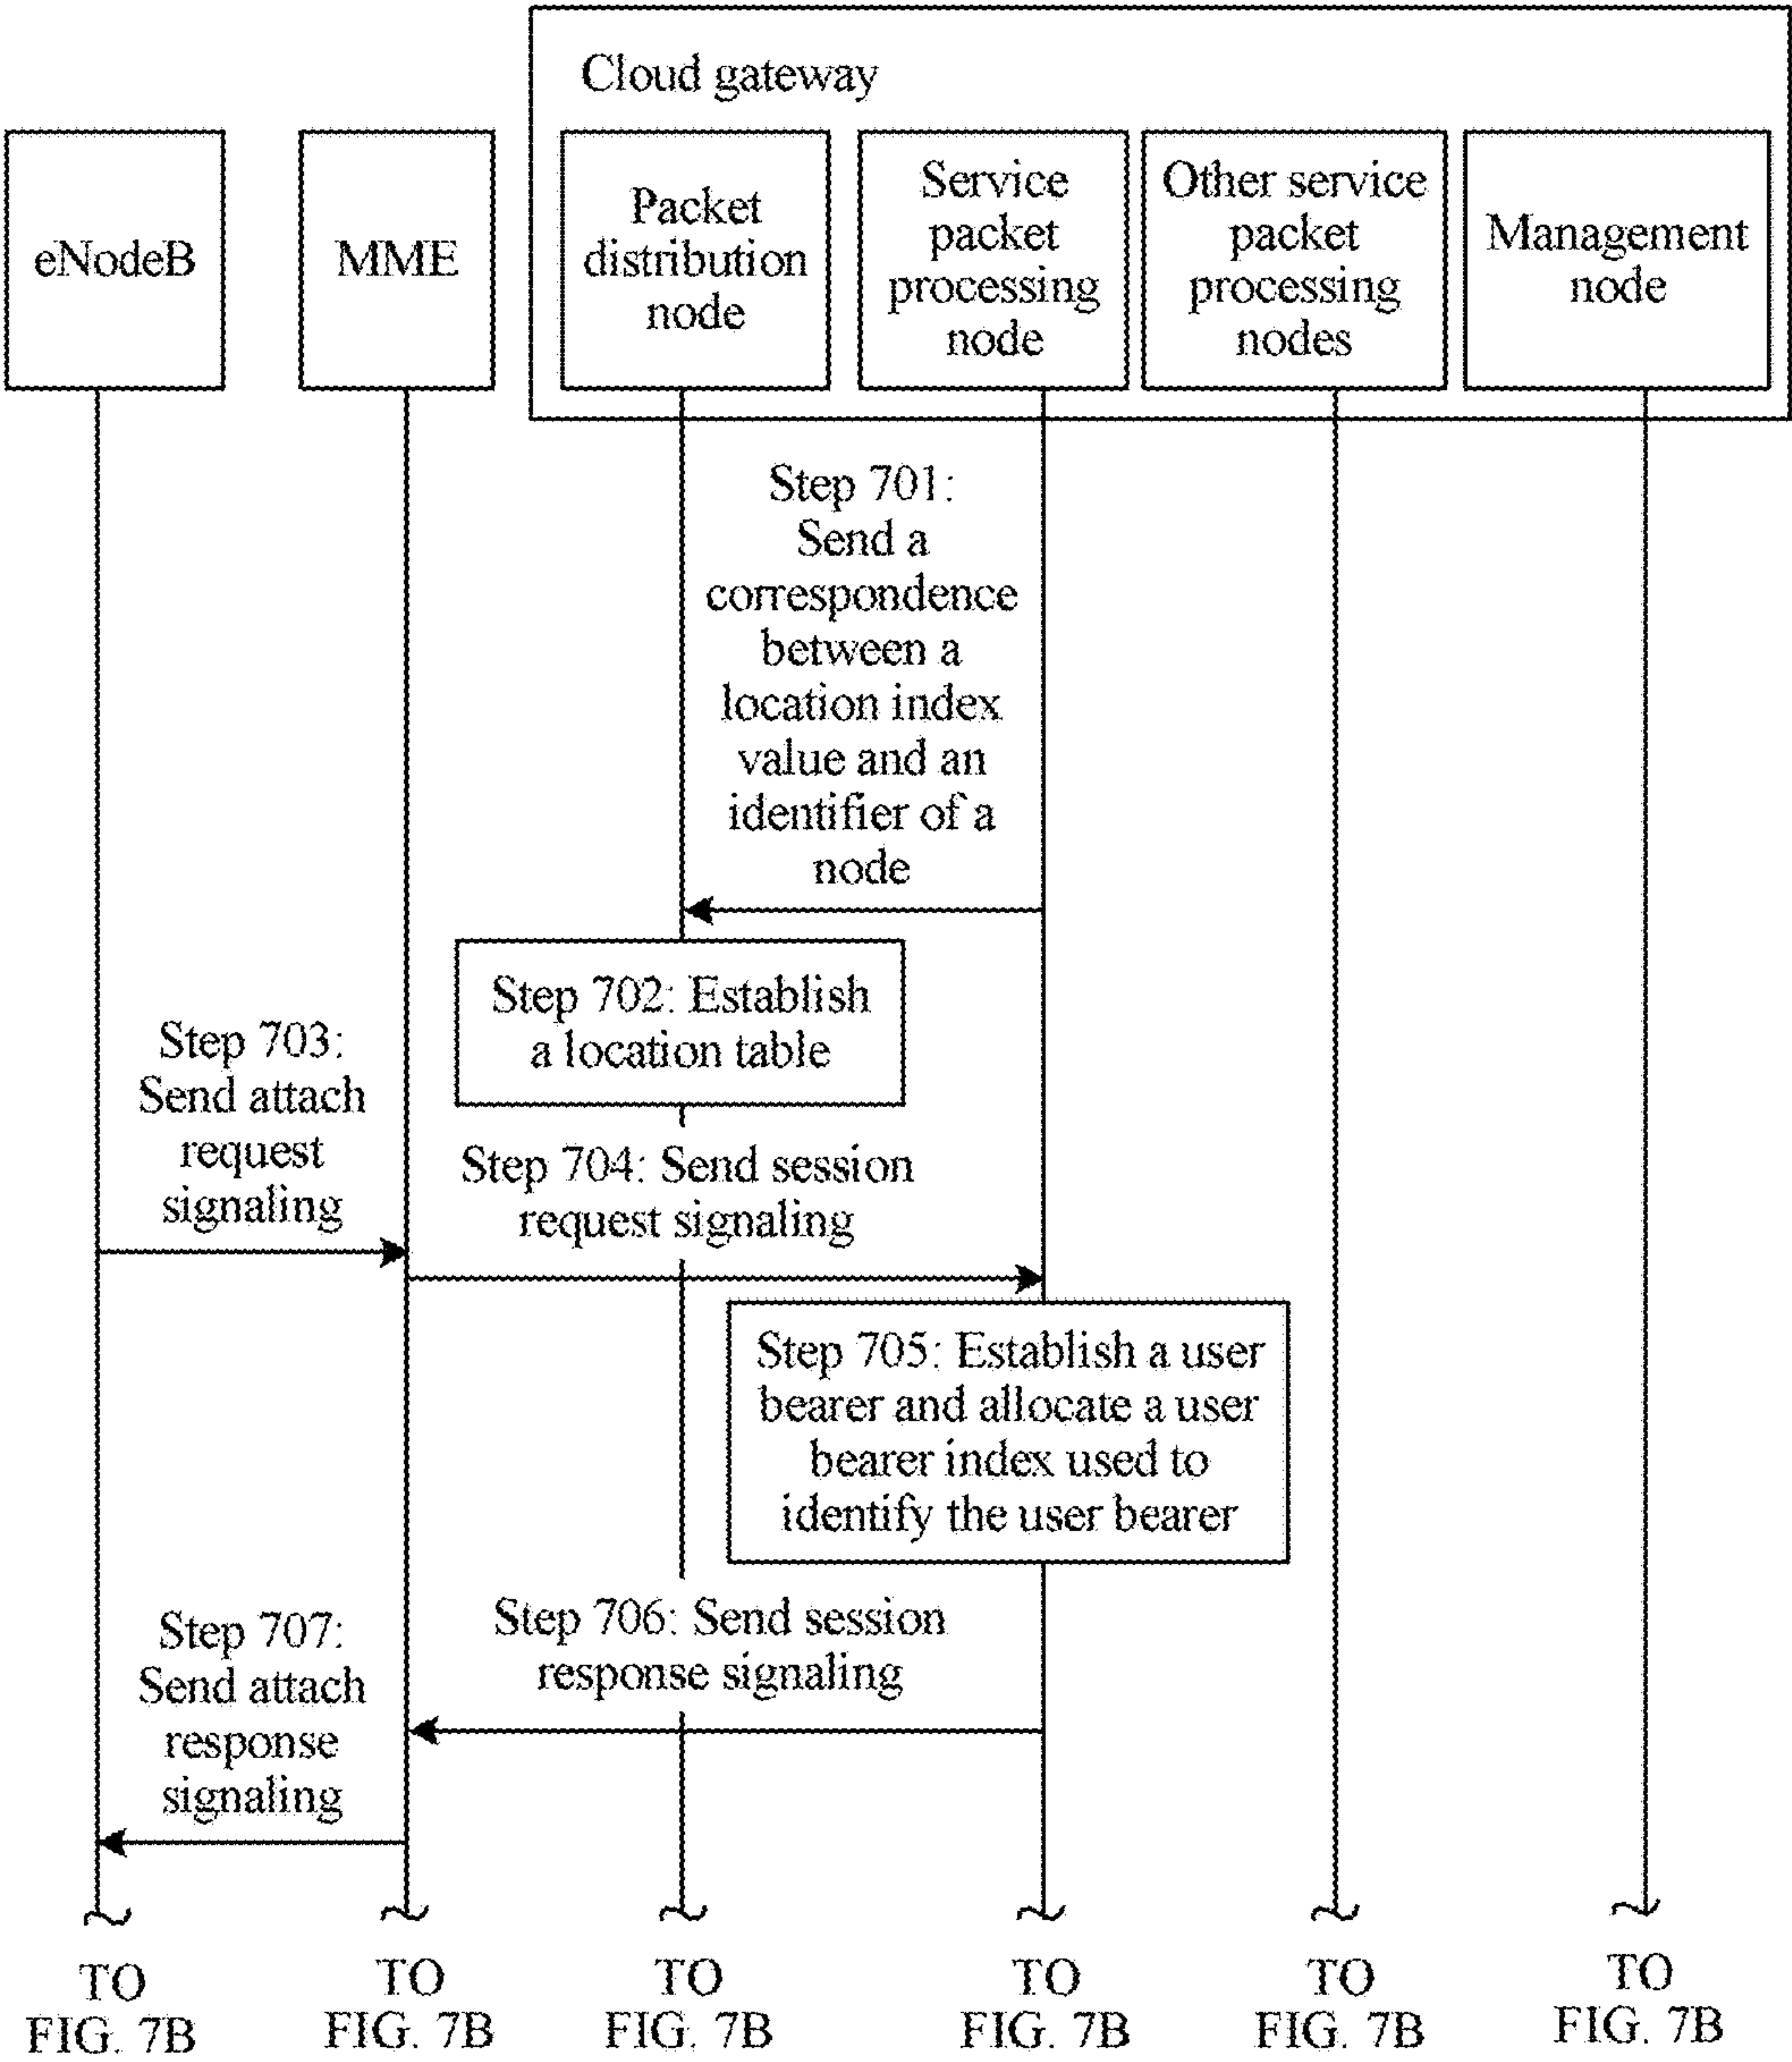 Cloud gateway
eNodeB
MME
Packet
distribution
node
Service
packet
processing
node
Other service
packet
processing
nodes
Management
node
Step 701:
Send a
correspondence
between a
location index
value and an
identifier of a
node
Step 702: Establish
a location table
Step 703:
Send attach
request
signaling
Step 704: Send session
request signaling
Step 705: Establish a user
bearer and allocate a user
bearer index used to
identify the user bearer
Step 706: Send session
response signaling
Step 707:
Send attach
response
signaling
TO
FIG. 7B
TO
FIG. 7B
TO
FIG. 7B
TO
FIG. 7B
TO
FIG. 7B
TO
FIG. 7B